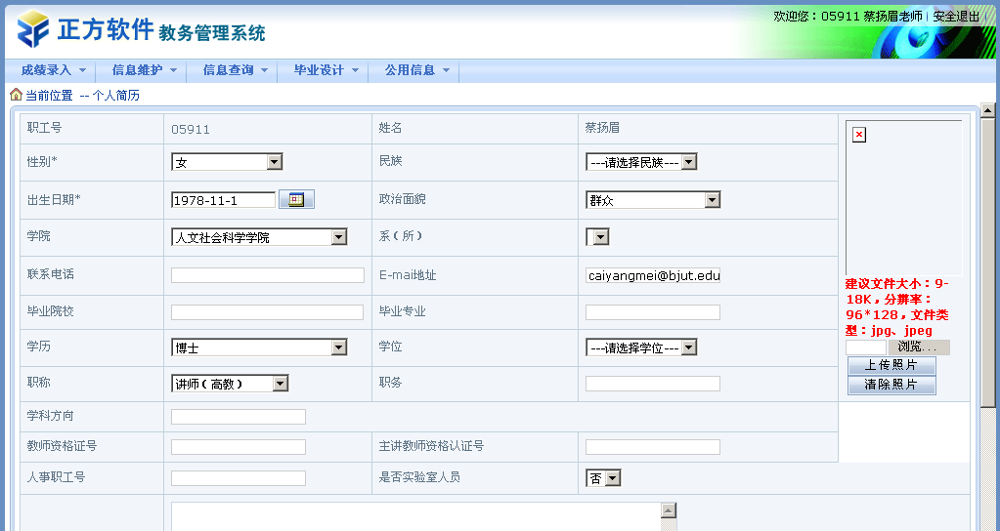 正方软件 教务管理系统
欢迎您：05911 蔡扬眉老师 | 安全退出 |
成绩录入 信息维护 信息查询 毕业设计 公用信息
当前位置 -- 个人简历
职工号 05911 姓名 蔡扬眉
性别* 女 民族 ---请选择民族---
出生日期* 1978-11-1 政治面貌 群众
学院 人文社会科学学院 系（所）
联系电话 E-mai地址 caiyangmei@bjut.edu
毕业院校 毕业专业
学历 博士 学位 ---请选择学位---
职称 讲师（高教） 职务
学科方向
教师资格证号 主讲教师资格认证号
人事职工号 是否实验室人员 否
建议文件大小：9-
18K，分辨率：
96*128，文件类
型：jpg、jpeg
浏览...
上传照片
清除照片